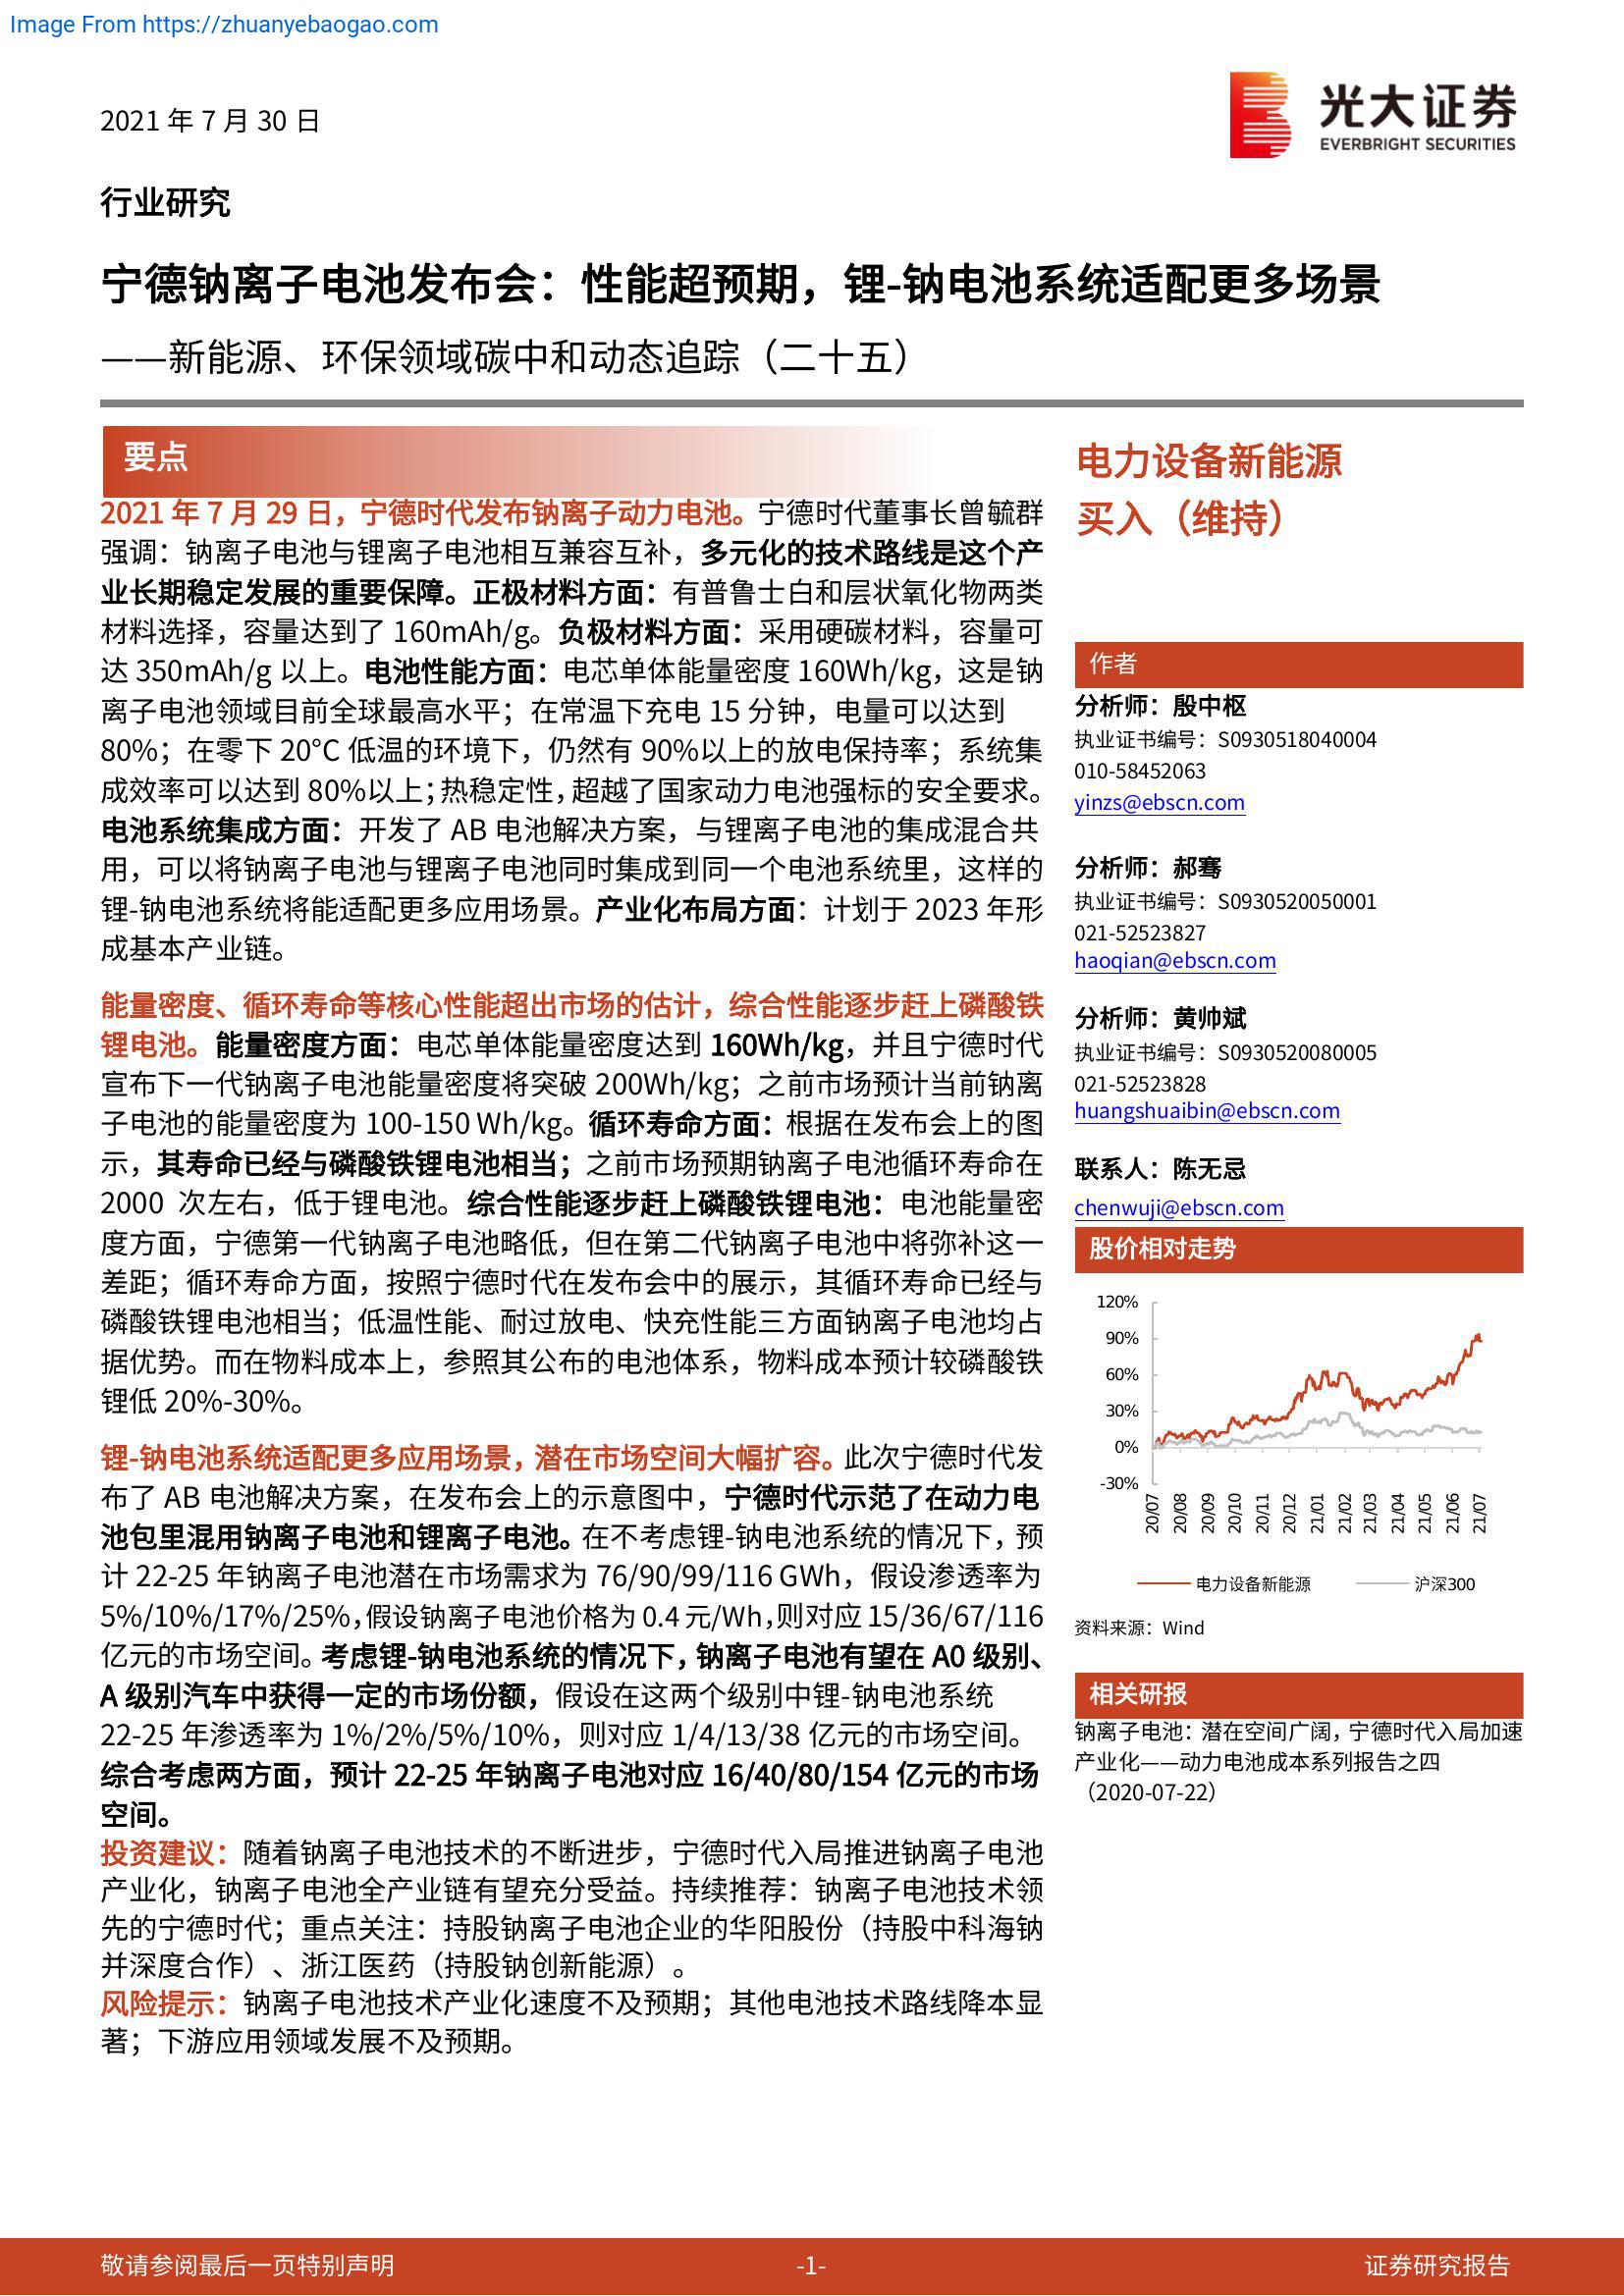 Image From https://zhuanyebaogao.com
2021 年 7 月 30 日
光大证券
EVERBRIGHT SECURITIES
行业研究
宁德钠离子电池发布会：性能超预期，锂-钠电池系统适配更多场景
——新能源、环保领域碳中和动态追踪（二十五）
要点
2021 年 7 月 29 日，宁德时代发布钠离子动力电池。宁德时代董事长曾毓群
强调：钠离子电池与锂离子电池相互兼容互补，多元化的技术路线是这个产
业长期稳定发展的重要保障。正极材料方面：有普鲁士白和层状氧化物两类
材料选择，容量达到了 160mAh/g。负极材料方面：采用硬碳材料，容量可
达 350mAh/g 以上。电池性能方面：电芯单体能量密度 160Wh/kg，这是钠
离子电池领域目前全球最高水平；在常温下充电 15 分钟，电量可以达到
80%；在零下 20°C 低温的环境下，仍然有 90%以上的放电保持率；系统集
成效率可以达到 80%以上；热稳定性，超越了国家动力电池强标的安全要求。
电池系统集成方面：开发了 AB 电池解决方案，与锂离子电池的集成混合共
用，可以将钠离子电池与锂离子电池同时集成到同一个电池系统里，这样的
锂-钠电池系统将能适配更多应用场景。产业化布局方面：计划于 2023 年形
成基本产业链。
能量密度、循环寿命等核心性能超出市场的估计，综合性能逐步赶上磷酸铁
锂电池。能量密度方面：电芯单体能量密度达到 160Wh/kg，并且宁德时代
宣布下一代钠离子电池能量密度将突破 200Wh/kg；之前市场预计当前钠离
子电池的能量密度为 100-150 Wh/kg。循环寿命方面：根据在发布会上的图
示，其寿命已经与磷酸铁锂电池相当；之前市场预期钠离子电池循环寿命在
2000 次左右，低于锂电池。综合性能逐步赶上磷酸铁锂电池：电池能量密
度方面，宁德第一代钠离子电池略低，但在第二代钠离子电池中将弥补这一
差距；循环寿命方面，按照宁德时代在发布会中的展示，其循环寿命已经与
磷酸铁锂电池相当；低温性能、耐过放电、快充性能三方面钠离子电池均占
据优势。而在物料成本上，参照其公布的电池体系，物料成本预计较磷酸铁
锂低 20%-30%。
锂-钠电池系统适配更多应用场景，潜在市场空间大幅扩容。此次宁德时代发
布了 AB 电池解决方案，在发布会上的示意图中，宁德时代示范了在动力电
池包里混用钠离子电池和锂离子电池。在不考虑锂-钠电池系统的情况下，预
计 22-25 年钠离子电池潜在市场需求为 76/90/99/116 GWh，假设渗透率为
5%/10%/17%/25%，假设钠离子电池价格为 0.4 元/Wh，则对应 15/36/67/116
亿元的市场空间。考虑锂-钠电池系统的情况下，钠离子电池有望在 A0 级别、
A 级别汽车中获得一定的市场份额，假设在这两个级别中锂-钠电池系统
22-25 年渗透率为 1%/2%/5%/10%，则对应 1/4/13/38 亿元的市场空间。
综合考虑两方面，预计 22-25 年钠离子电池对应 16/40/80/154 亿元的市场
空间。
投资建议：随着钠离子电池技术的不断进步，宁德时代入局推进钠离子电池
产业化，钠离子电池全产业链有望充分受益。持续推荐：钠离子电池技术领
先的宁德时代；重点关注：持股钠离子电池企业的华阳股份（持股中科海钠
并深度合作）、浙江医药（持股钠创新能源）。
风险提示：钠离子电池技术产业化速度不及预期；其他电池技术路线降本显
著；下游应用领域发展不及预期。
电力设备新能源
买入（维持）
作者
分析师：殷中枢
执业证书编号：S0930518040004
010-58452063
yinzs@ebscn.com
分析师：郝骞
执业证书编号：S0930520050001
021-52523827
haoqian@ebscn.com
分析师：黄帅斌
执业证书编号：S0930520080005
021-52523828
huangshuaibin@ebscn.com
联系人：陈无忌
chenwuji@ebscn.com
股价相对走势
120%
90%
60%
30%
0%
-30%
20/07
20/08
20/09
20/10
20/11
20/12
21/01
21/02
21/03
21/04
21/05
21/06
21/07
电力设备新能源
沪深300
资料来源：Wind
相关研报
钠离子电池：潜在空间广阔，宁德时代入局加速
产业化——动力电池成本系列报告之四
（2020-07-22）
敬请参阅最后一页特别声明
-1-
证券研究报告